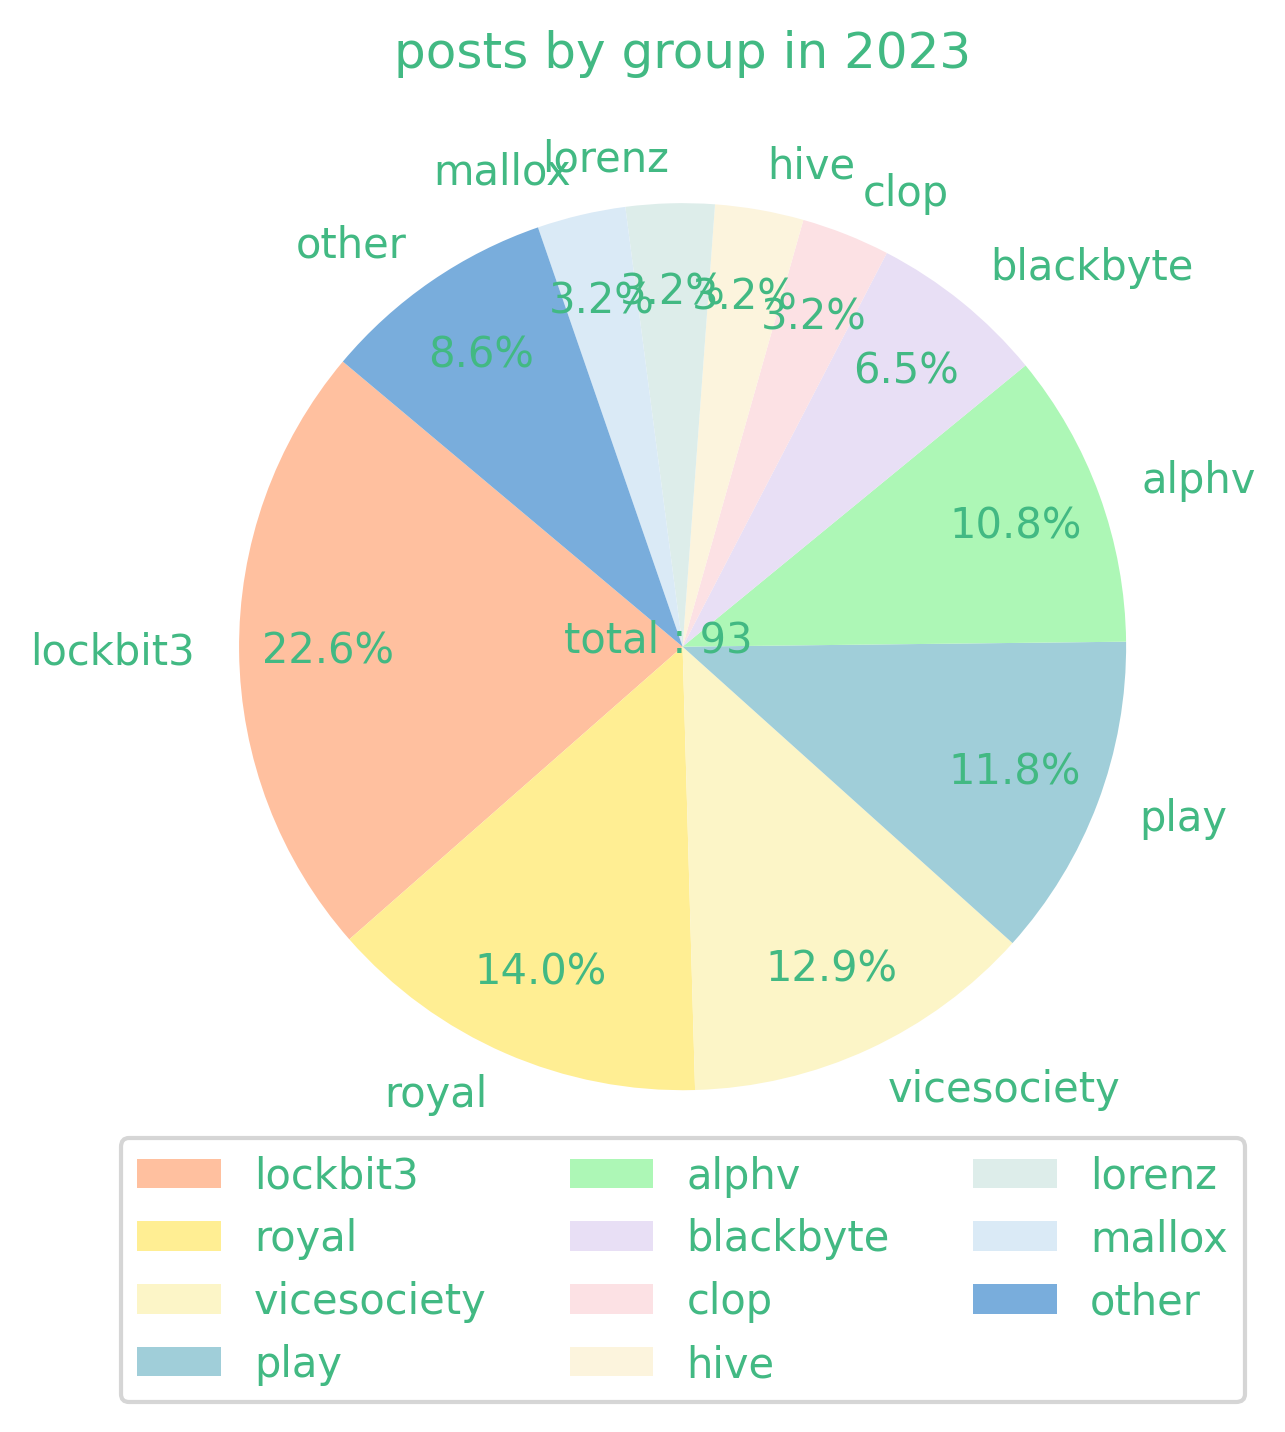 posts by group in 2023
lorenz
hive
mallox
clop
other
blackbyte
3.2%
3.2%
3.2%
3.2%
8.6%
6.5%
alphv
10.8%
total : 93
lockbit3
22.6%
11.8%
play
14.0%
12.9%
royal
vicesociety
lockbit3
royal
vicesociety
play
alphv
blackbyte
clop
hive
lorenz
mallox
other